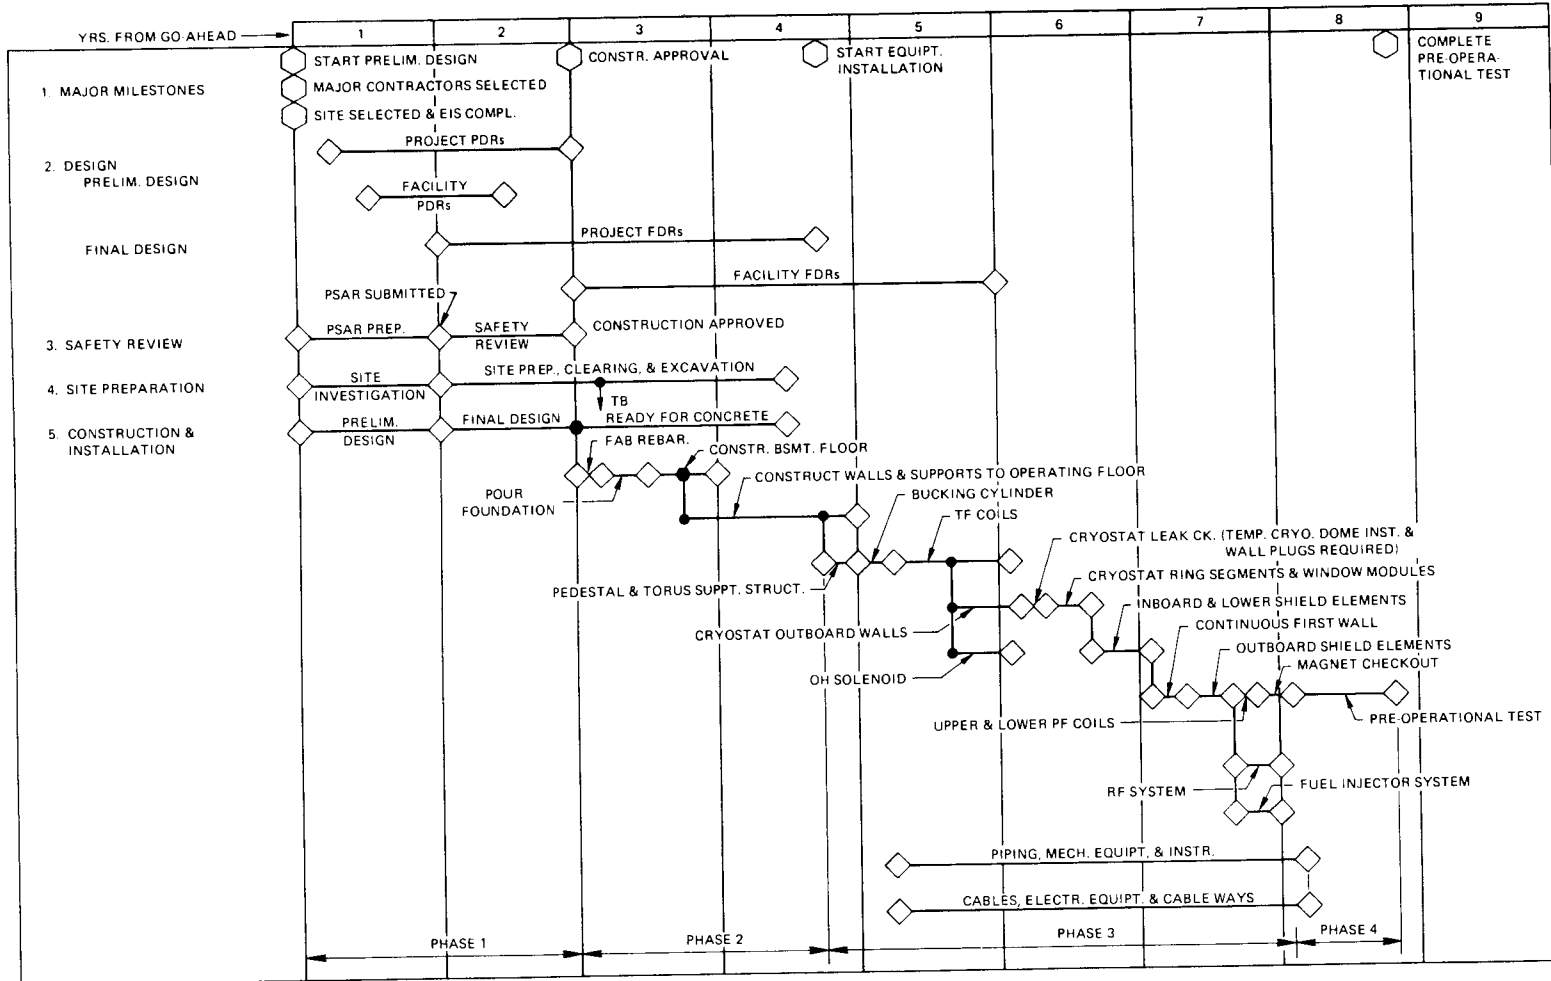 YRS. FROM GO-AHEAD
1 2 3 4 5 6 7 8 9
1. MAJOR MILESTONES
START PRELIM. DESIGN
MAJOR CONTRACTORS SELECTED
SITE SELECTED & EIS COMPL.
CONSTR. APPROVAL
START EQUIPT.
INSTALLATION
COMPLETE
PRE-OPERA-
TIONAL TEST
2. DESIGN
PRELIM. DESIGN
PROJECT PDRs
FACILITY
PDRs
FINAL DESIGN
PROJECT FDRs
FACILITY FDRs
PSAR SUBMITTED
3. SAFETY REVIEW
PSAR PREP.
SAFETY
REVIEW
CONSTRUCTION APPROVED
4. SITE PREPARATION
SITE
INVESTIGATION
SITE PREP., CLEARING, & EXCAVATION
TB
5. CONSTRUCTION &
INSTALLATION
PRELIM.
DESIGN
FINAL DESIGN
READY FOR CONCRETE
FAB REBAR.
CONSTR. BSMT. FLOOR
POUR
FOUNDATION
CONSTRUCT WALLS & SUPPORTS TO OPERATING FLOOR
BUCKING CYLINDER
TF COILS
PEDESTAL & TORUS SUPPT. STRUCT.
CRYOSTAT LEAK CK. (TEMP. CRYO. DOME INST. &
WALL PLUGS REQUIRED)
CRYOSTAT RING SEGMENTS & WINDOW MODULES
CRYOSTAT OUTBOARD WALLS
INBOARD & LOWER SHIELD ELEMENTS
CONTINUOUS FIRST WALL
OH SOLENOID
OUTBOARD SHIELD ELEMENTS
MAGNET CHECKOUT
UPPER & LOWER PF COILS
PRE-OPERATIONAL TEST
RF SYSTEM
FUEL INJECTOR SYSTEM
PIPING, MECH. EQUIPT, & INSTR.
CABLES, ELECTR. EQUIPT. & CABLE WAYS
PHASE 1
PHASE 2
PHASE 3
PHASE 4